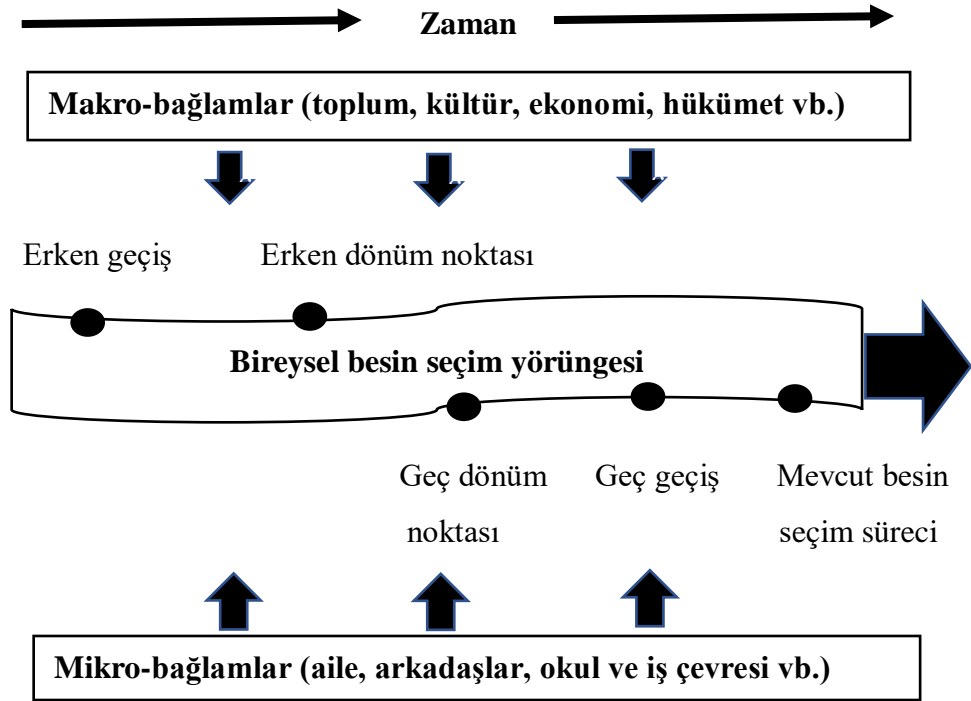 Zaman
Makro-bağlamlar (toplum, kültür, ekonomi, hükümet vb.)
Erken geçiş
Erken dönüm noktası
Bireysel besin seçim yörüngesi
Geç dönüm
noktası
Geç geçiş
Mevcut besin
seçim süreci
Mikro-bağlamlar (aile, arkadaşlar, okul ve iş çevresi vb.)